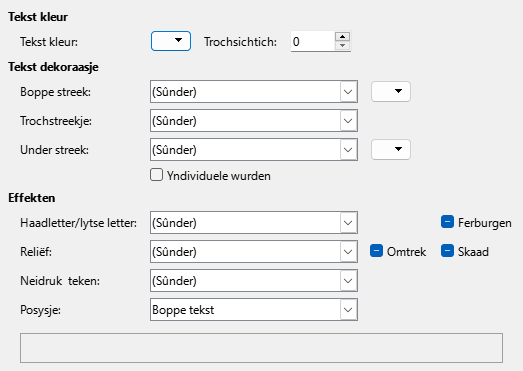 Tekst kleur
Tekst kleur: Trochsichtich: 0
Tekst dekoraasje
Boppe streek: (Sûnder)
Trochstreekje: (Sûnder)
Under streek: (Sûnder)
Yndividuele wurden
Effekten
Haadletter/lytse letter: (Sûnder) Ferburgen
Reliëf: (Sûnder) Omtrek Skaad
Neidruk teken: (Sûnder)
Posysje: Boppe tekst